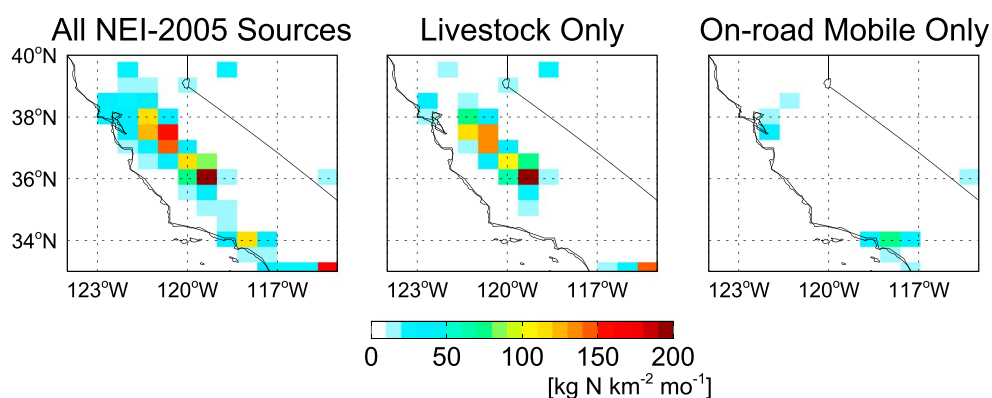 All NEI-2005 Sources Livestock Only On-road Mobile Only
40°N
38°N
36°N
34°N
123°W 120°W 117°W 123°W 120°W 117°W 123°W 120°W 117°W
0 50 100 150 200
[kg N km⁻² mo⁻¹]